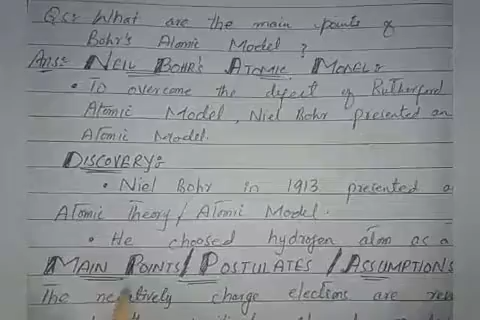 Qs: What are the main points of
Bohr's Atomic Model?
Ans: NEIL BOHR'S ATOMIC MODEL:
• To overcome the defect of Rutherford
Atomic Model, Niel Bohr presented an
Atomic Model.
DISCOVERY:
• Niel Bohr in 1913 presented a
Atomic Theory / Atomic Model.
• He choosed hydrogen atom as a
MAIN POINTS / POSTULATES / ASSUMPTIONS
The negatively charge electrons are